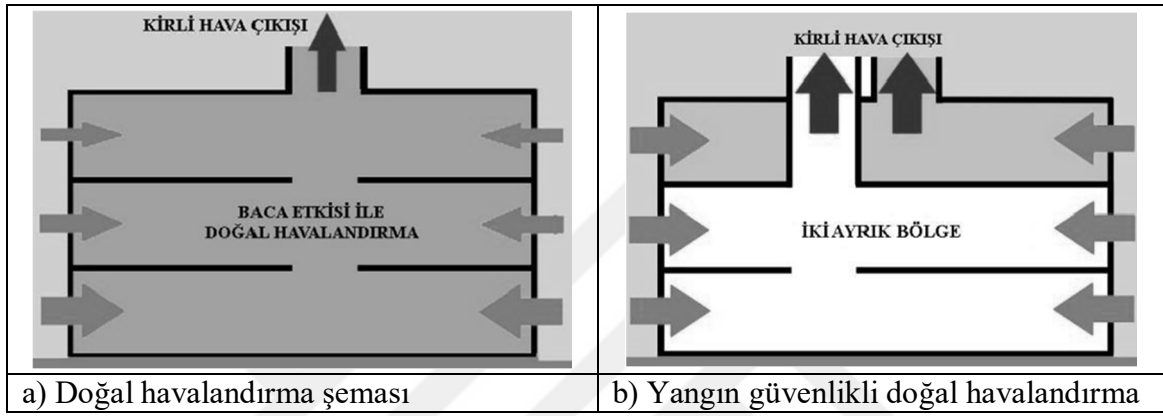 KİRLİ HAVA ÇIKIŞI
BACA ETKİSİ İLE
DOĞAL HAVALANDIRMA
a) Doğal havalandırma şeması
KİRLİ HAVA ÇIKIŞI
İKİ AYRIK BÖLGE
b) Yangın güvenlikli doğal havalandırma